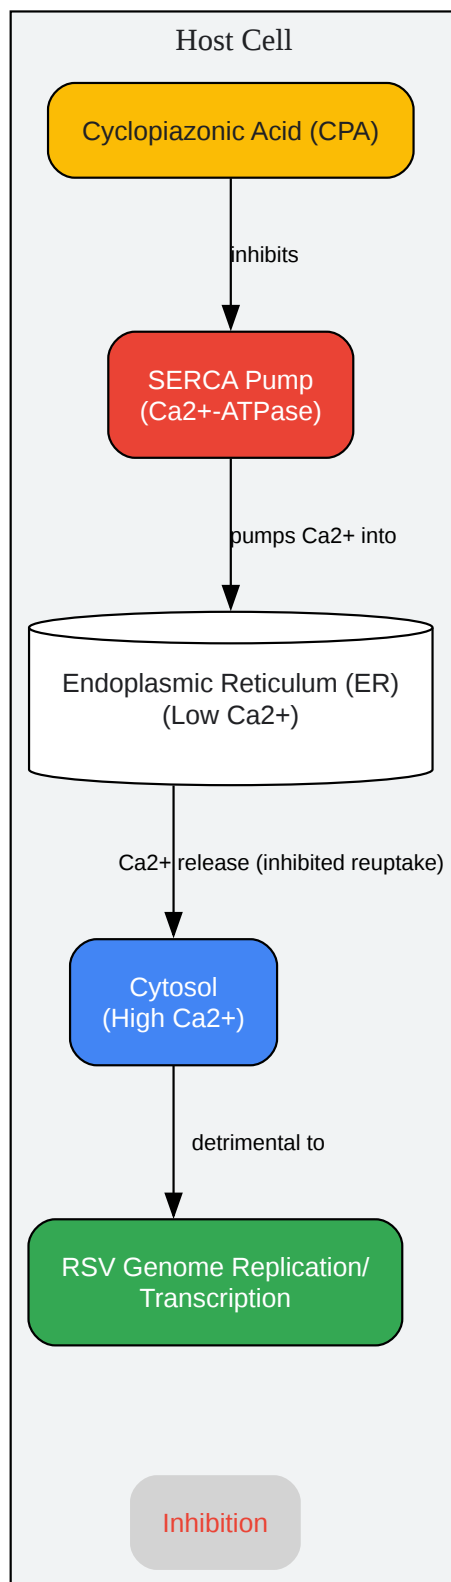 Host Cell
Cyclopiazonic Acid (CPA)
inhibits
SERCA Pump
(Ca2+-ATPase)
pumps Ca2+ into
Endoplasmic Reticulum (ER)
(Low Ca2+)
Ca2+ release (inhibited reuptake)
Cytosol
(High Ca2+)
detrimental to
RSV Genome Replication/
Transcription
Inhibition